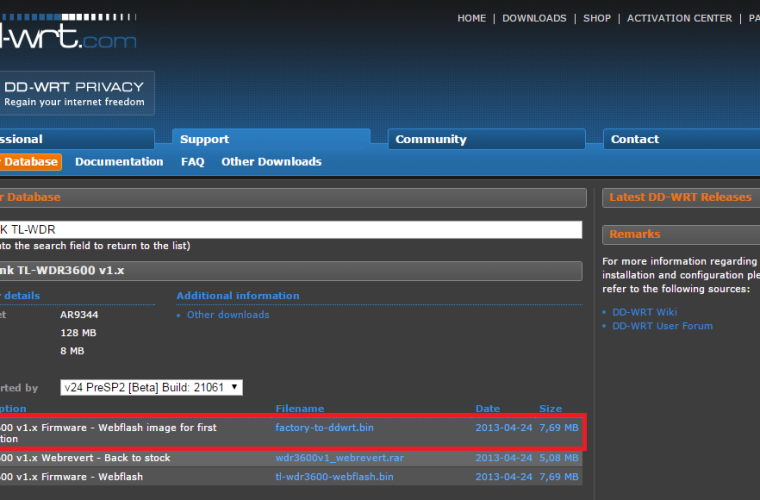 l-wrt.com
HOME | DOWNLOADS | SHOP | ACTIVATION CENTER | PA
DD-WRT PRIVACY
Regain your internet freedom
ssional Support Community Contact
r Database Documentation FAQ Other Downloads
r Database
Latest DD-WRT Releases
K TL-WDR
Remarks
to the search field to return to the list)
For more information regarding
nk TL-WDR3600 v1.x
installation and configuration ple
refer to the following sources:
r details
Additional information
et AR9344
• Other downloads
• DD-WRT Wiki
• DD-WRT User Forum
128 MB
8 MB
rted by v24 PreSP2 [Beta] Build: 21061
ption Filename Date Size
00 v1.x Firmware - Webflash image for first
tion
factory-to-ddwrt.bin 2013-04-24 7,69 MB
00 v1.x Webrevert - Back to stock wdr3600v1_webrevert.rar 2013-04-24 5,08 MB
00 v1.x Firmware - Webflash tl-wdr3600-webflash.bin 2013-04-24 7,69 MB